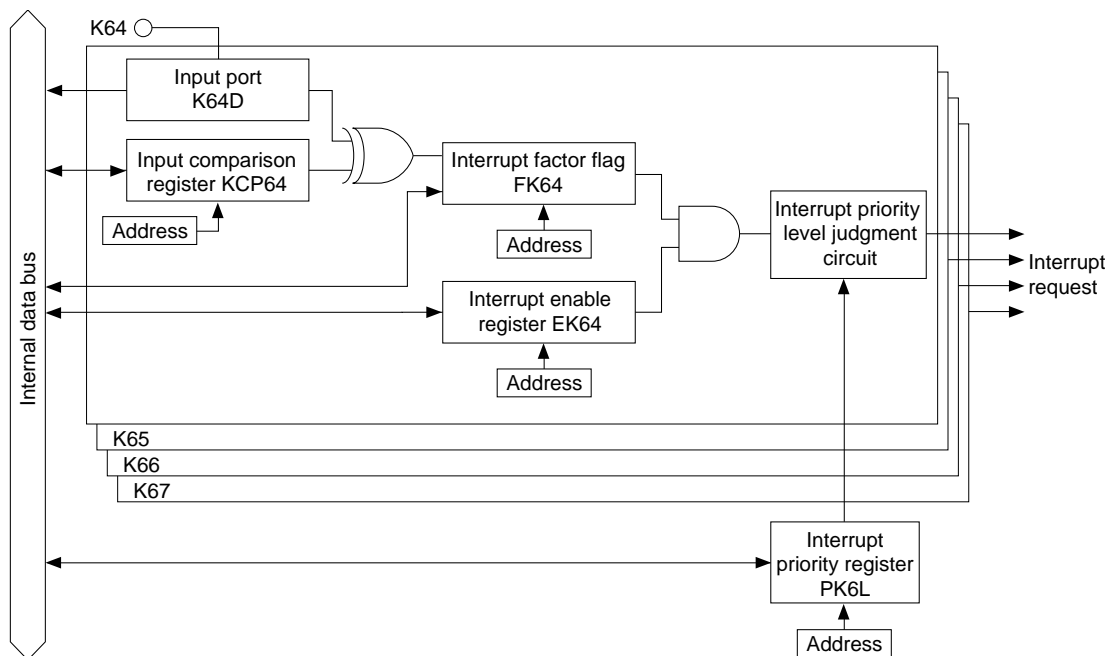 K64
Input port
K64D
Input comparison
register KCP64
Address
Interrupt factor flag
FK64
Address
Interrupt enable
register EK64
Address
Interrupt priority
level judgment
circuit
Interrupt
request
Internal data bus
K65
K66
K67
Interrupt
priority register
PK6L
Address